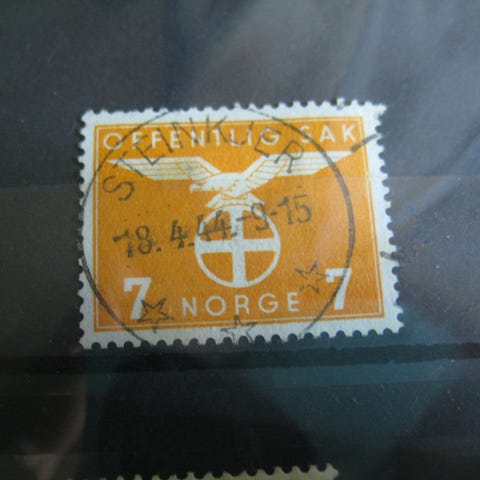 OFFENTLIG SAK
STEINKJER
18.4.44.-9-15
7 NORGE 7